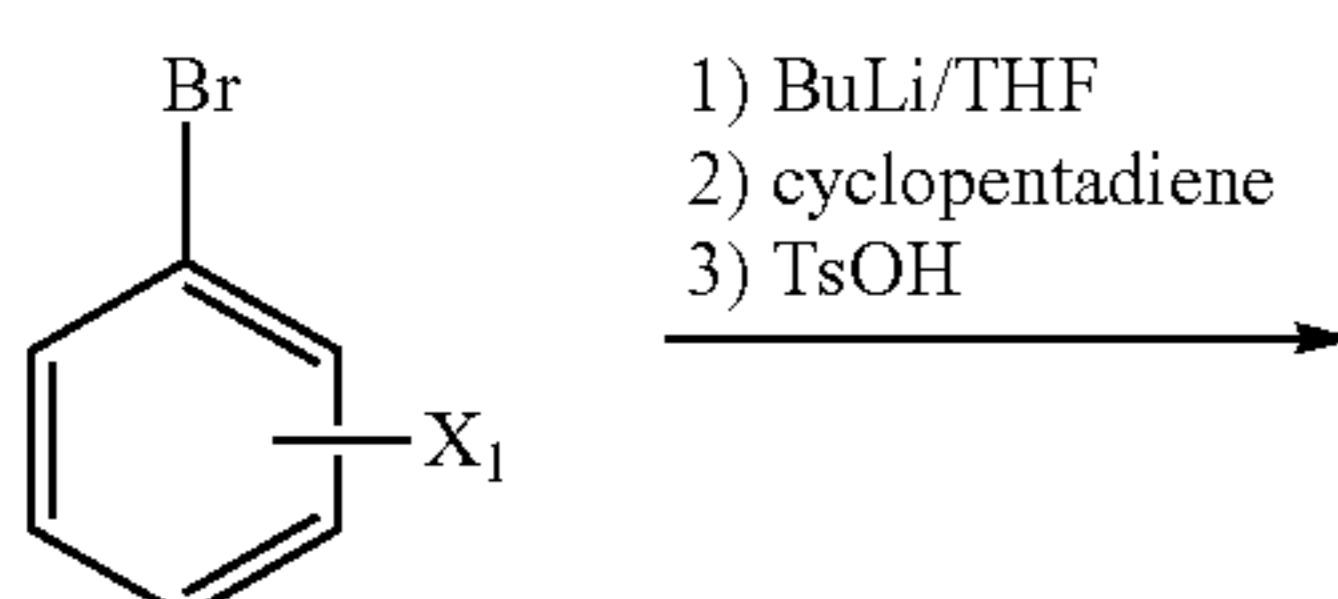 Br
1) BuLi/THF
2) cyclopentadiene
3) TsOH
X₁